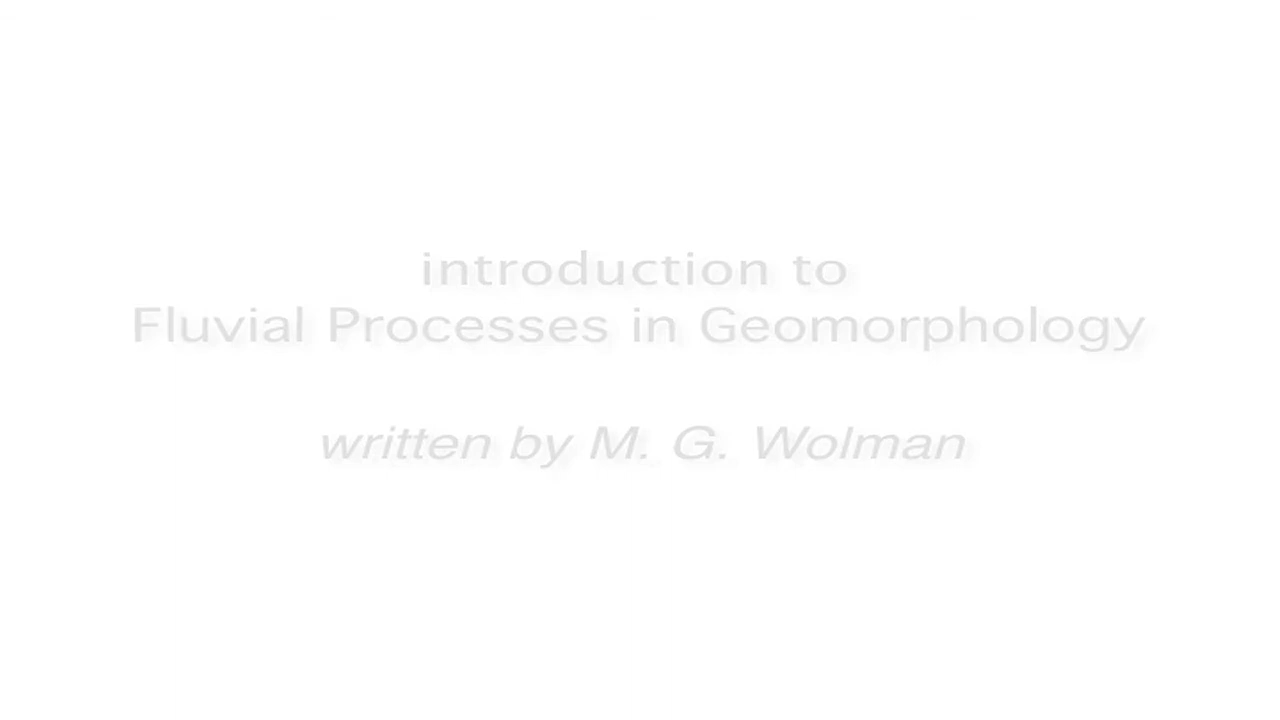 introduction to
Fluvial Processes in Geomorphology
written by M. G. Wolman